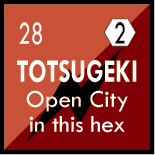 28 2
TOTSUGEKI
Open City
in this hex